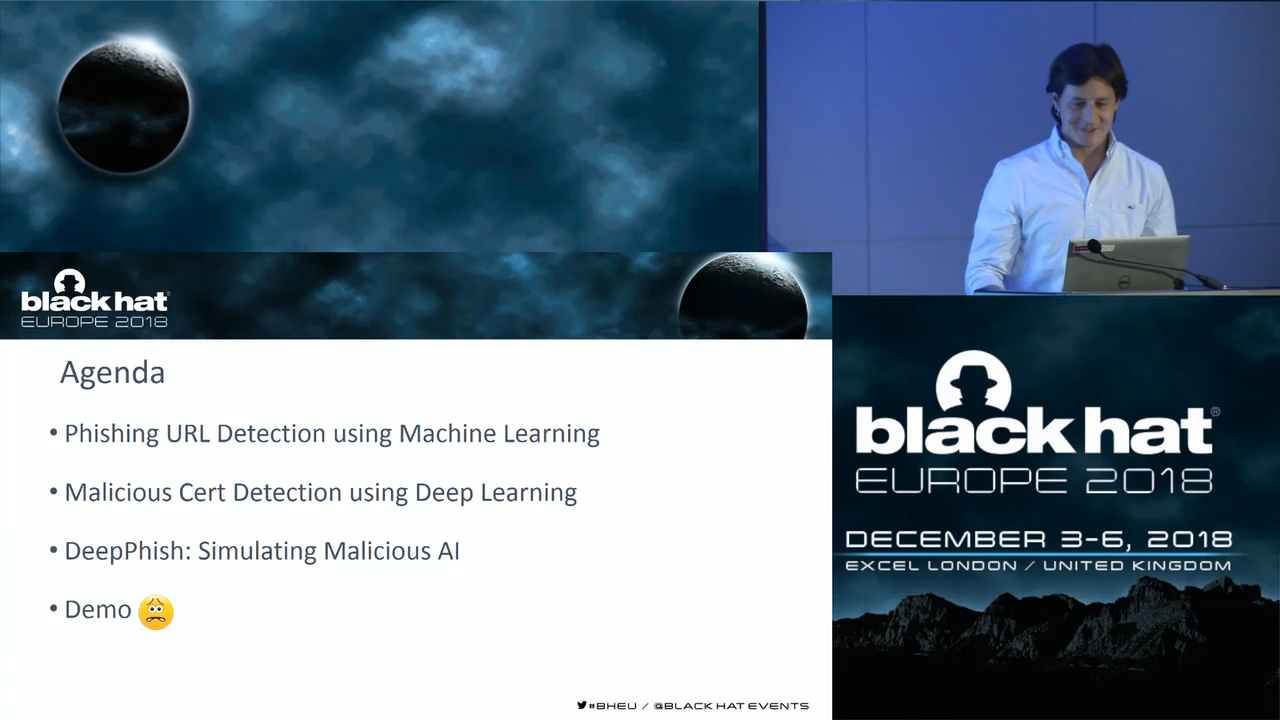 black hat®
EUROPE 2018
Agenda
• Phishing URL Detection using Machine Learning
• Malicious Cert Detection using Deep Learning
• DeepPhish: Simulating Malicious AI
• Demo 😟
#BHEU / @BLACK HAT EVENTS
black hat®
EUROPE 2018
DECEMBER 3-6, 2018
EXCEL LONDON / UNITED KINGDOM
DELL